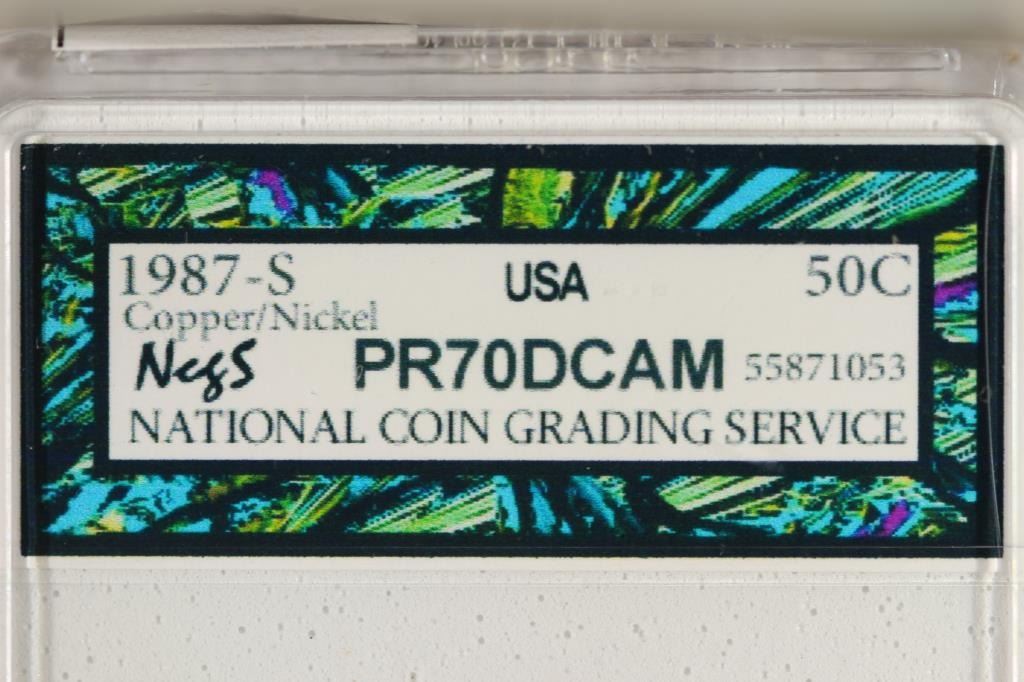 1987-S USA 50C
Copper/Nickel
NcgS PR70DCAM 55871053
NATIONAL COIN GRADING SERVICE